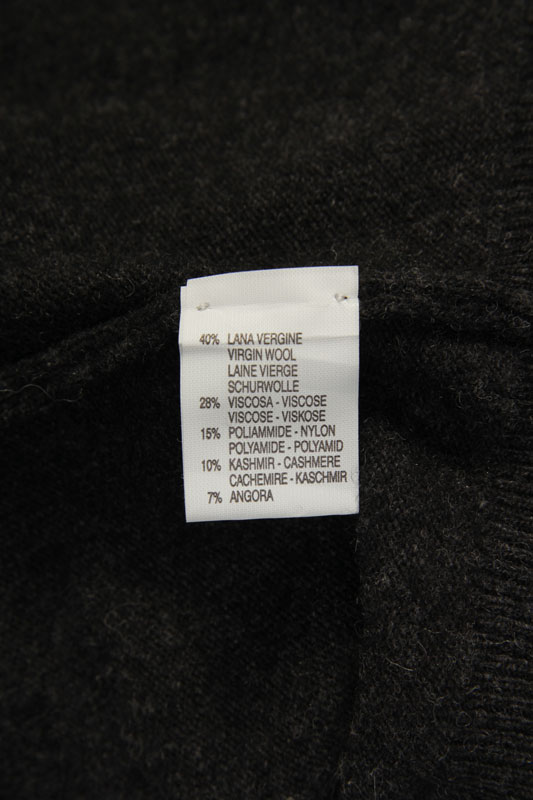 40% LANA VERGINE
VIRGIN WOOL
LAINE VIERGE
SCHURWOLLE
28% VISCOSA - VISCOSE
VISCOSE - VISKOSE
15% POLIAMMIDE - NYLON
POLYAMIDE - POLYAMID
10% KASHMIR - CASHMERE
CACHEMIRE - KASCHMIR
7% ANGORA